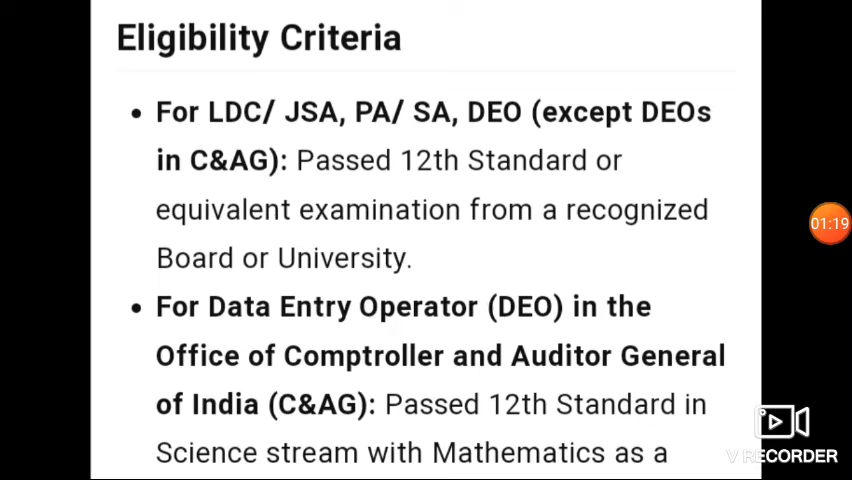 Eligibility Criteria
• For LDC/ JSA, PA/ SA, DEO (except DEOs
in C&AG): Passed 12th Standard or
equivalent examination from a recognized
Board or University.
• For Data Entry Operator (DEO) in the
Office of Comptroller and Auditor General
of India (C&AG): Passed 12th Standard in
Science stream with Mathematics as a
01:19
V RECORDER